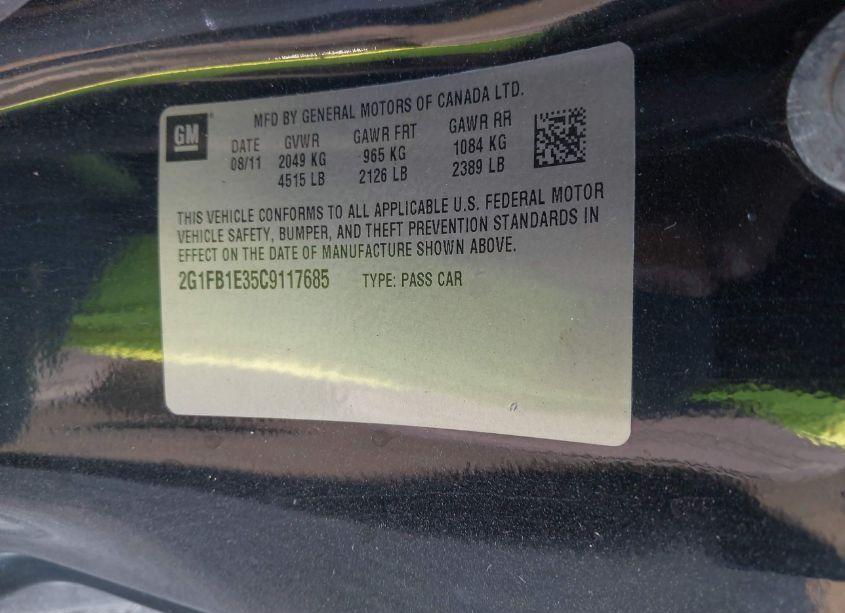 GM
MFD BY GENERAL MOTORS OF CANADA LTD.
DATE GVWR GAWR FRT GAWR RR
08/11 2049 KG 965 KG 1084 KG
4515 LB 2126 LB 2389 LB
THIS VEHICLE CONFORMS TO ALL APPLICABLE U.S. FEDERAL MOTOR
VEHICLE SAFETY, BUMPER, AND THEFT PREVENTION STANDARDS IN
EFFECT ON THE DATE OF MANUFACTURE SHOWN ABOVE.
2G1FB1E35C9117685 TYPE: PASS CAR